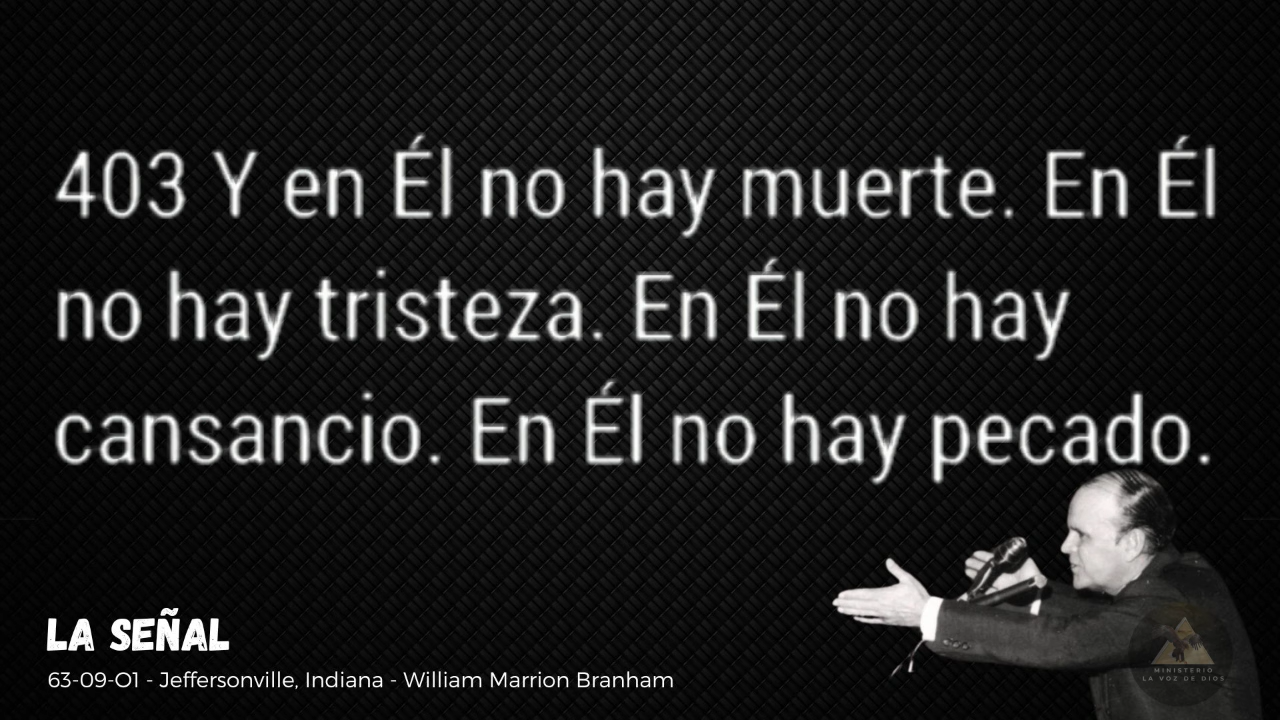 403 Y en Él no hay muerte. En Él
no hay tristeza. En Él no hay
cansancio. En Él no hay pecado.
LA SEÑAL
63-09-O1 - Jeffersonville, Indiana - William Marrion Branham
MINISTERIO
LA VOZ DE DIOS